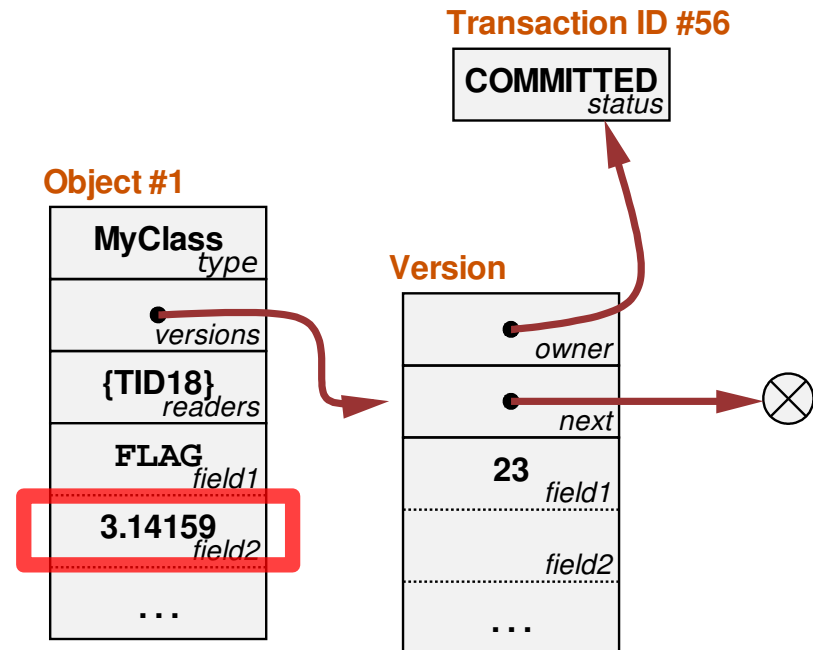 Transaction ID #56
COMMITTED
status
Object #1
MyClass
type
versions
{TID18}
readers
FLAG
field1
3.14159
field2
...
Version
owner
next
23
field1
field2
...